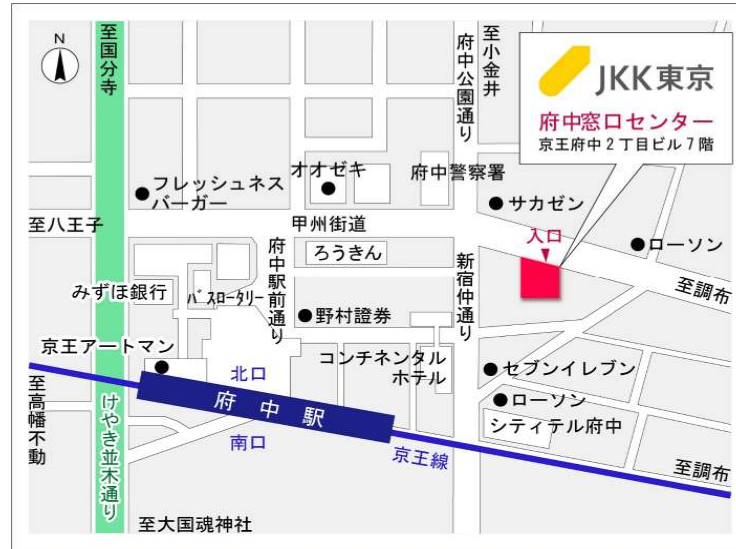 N
至国分寺
府中公園通り
至小金井
JKK東京
府中窓口センター
京王府中2丁目ビル7階
フレッシュネス
バーガー
オオゼキ
府中警察署
サカゼン
至八王子
甲州街道
入口
ローソン
ろうきん
府中駅前通り
新宿仲通り
至調布
みずほ銀行
バスロータリー
野村證券
京王アートマン
北口
コンチネンタル
ホテル
セブンイレブン
ローソン
シティテル府中
至高幡不動
けやき並木通り
府中駅
南口
京王線
至調布
至大国魂神社